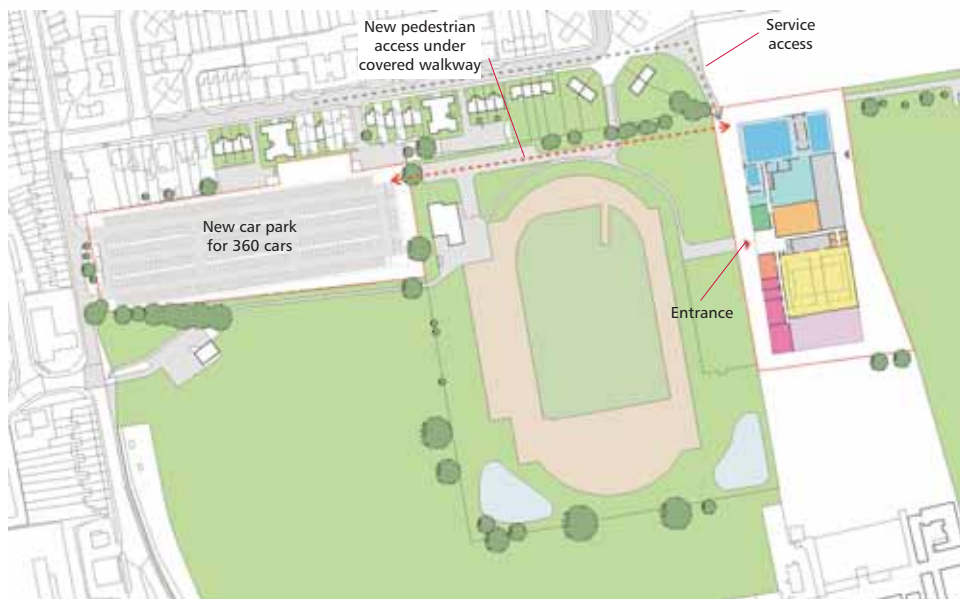 New pedestrian
access under
covered walkway
Service
access
New car park
for 360 cars
Entrance